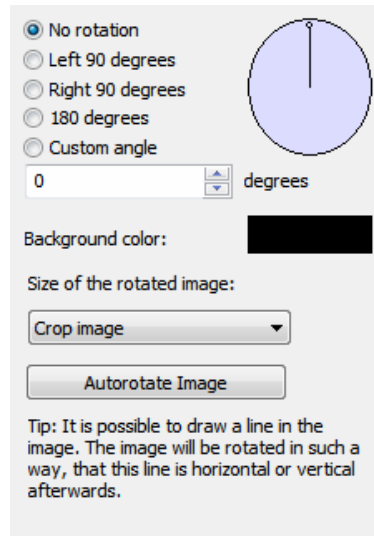 No rotation
Left 90 degrees
Right 90 degrees
180 degrees
Custom angle
0 degrees
Background color:
Size of the rotated image:
Crop image
Autorotate Image
Tip: It is possible to draw a line in the
image. The image will be rotated in such a
way, that this line is horizontal or vertical
afterwards.